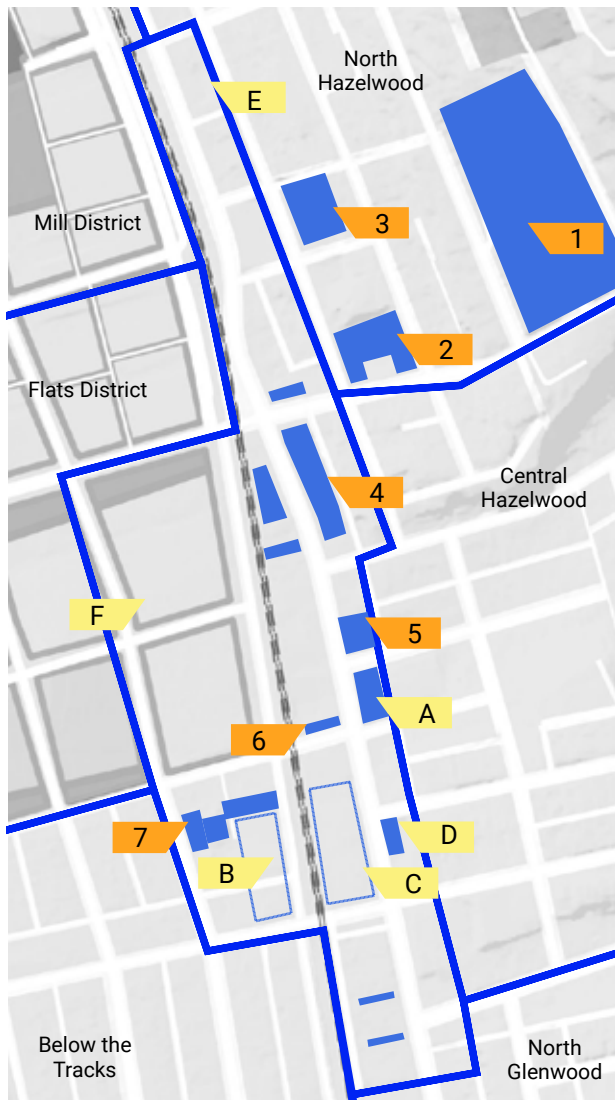 North
Hazelwood
E
Mill District
3
1
2
Flats District
4
Central
Hazelwood
F
5
A
6
7
D
B
C
Below the
Tracks
North
Glenwood